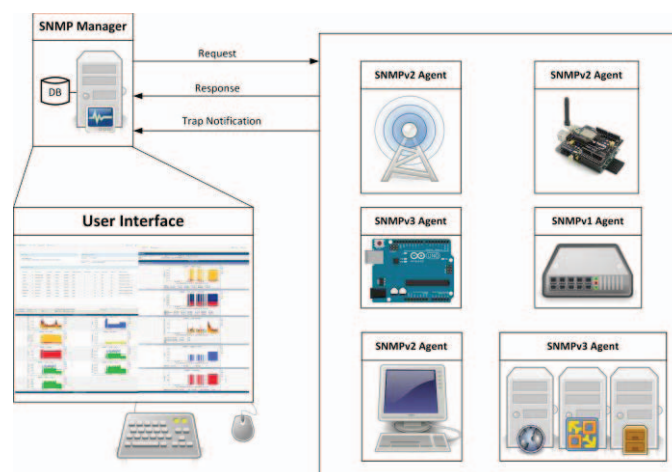 SNMP Manager
DB
Request
Response
Trap Notification
User Interface
SNMPv2 Agent
SNMPv2 Agent
SNMPv3 Agent
SNMPv1 Agent
SNMPv2 Agent
SNMPv3 Agent